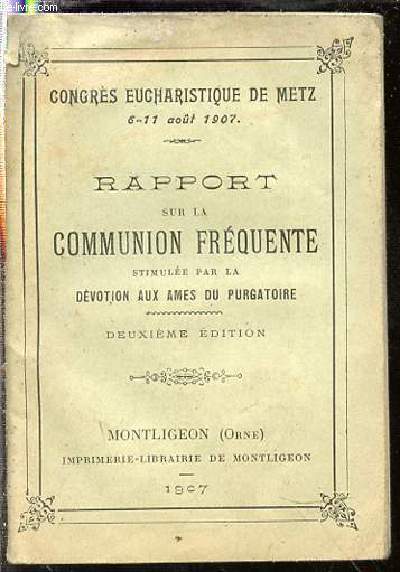 CONGRÈS EUCHARISTIQUE DE METZ
6-11 août 1907.
RAPPORT
SUR LA
COMMUNION FRÉQUENTE
STIMULÉE PAR LA
DÉVOTION AUX AMES DU PURGATOIRE
DEUXIÈME ÉDITION
MONTLIGEON (ORNE)
IMPRIMERIE-LIBRAIRIE DE MONTLIGEON
1907